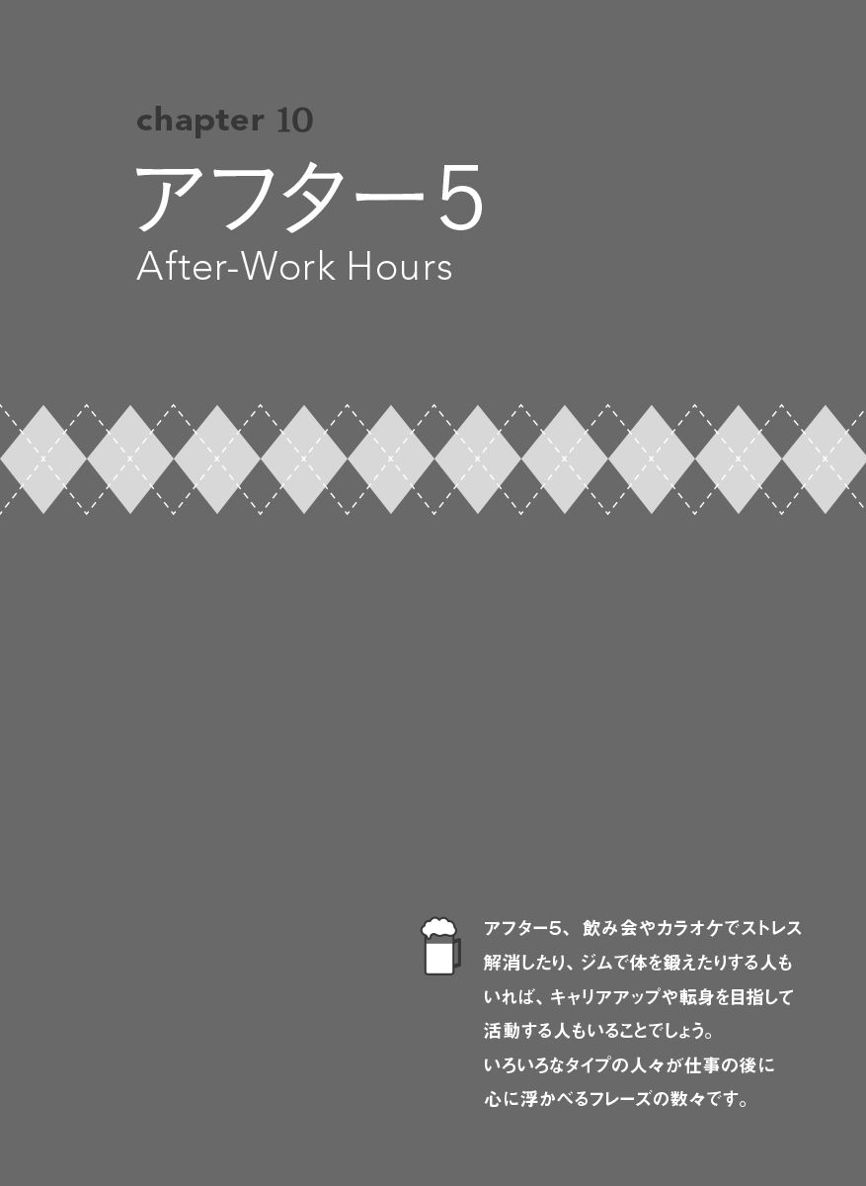 chapter 10
アフター5
After-Work Hours
アフター5、飲み会やカラオケでストレス
解消したり、ジムで体を鍛えたりする人も
いれば、キャリアアップや転身を目指して
活動する人もいることでしょう。
いろいろなタイプの人々が仕事の後に
心に浮かべるフレーズの数々です。